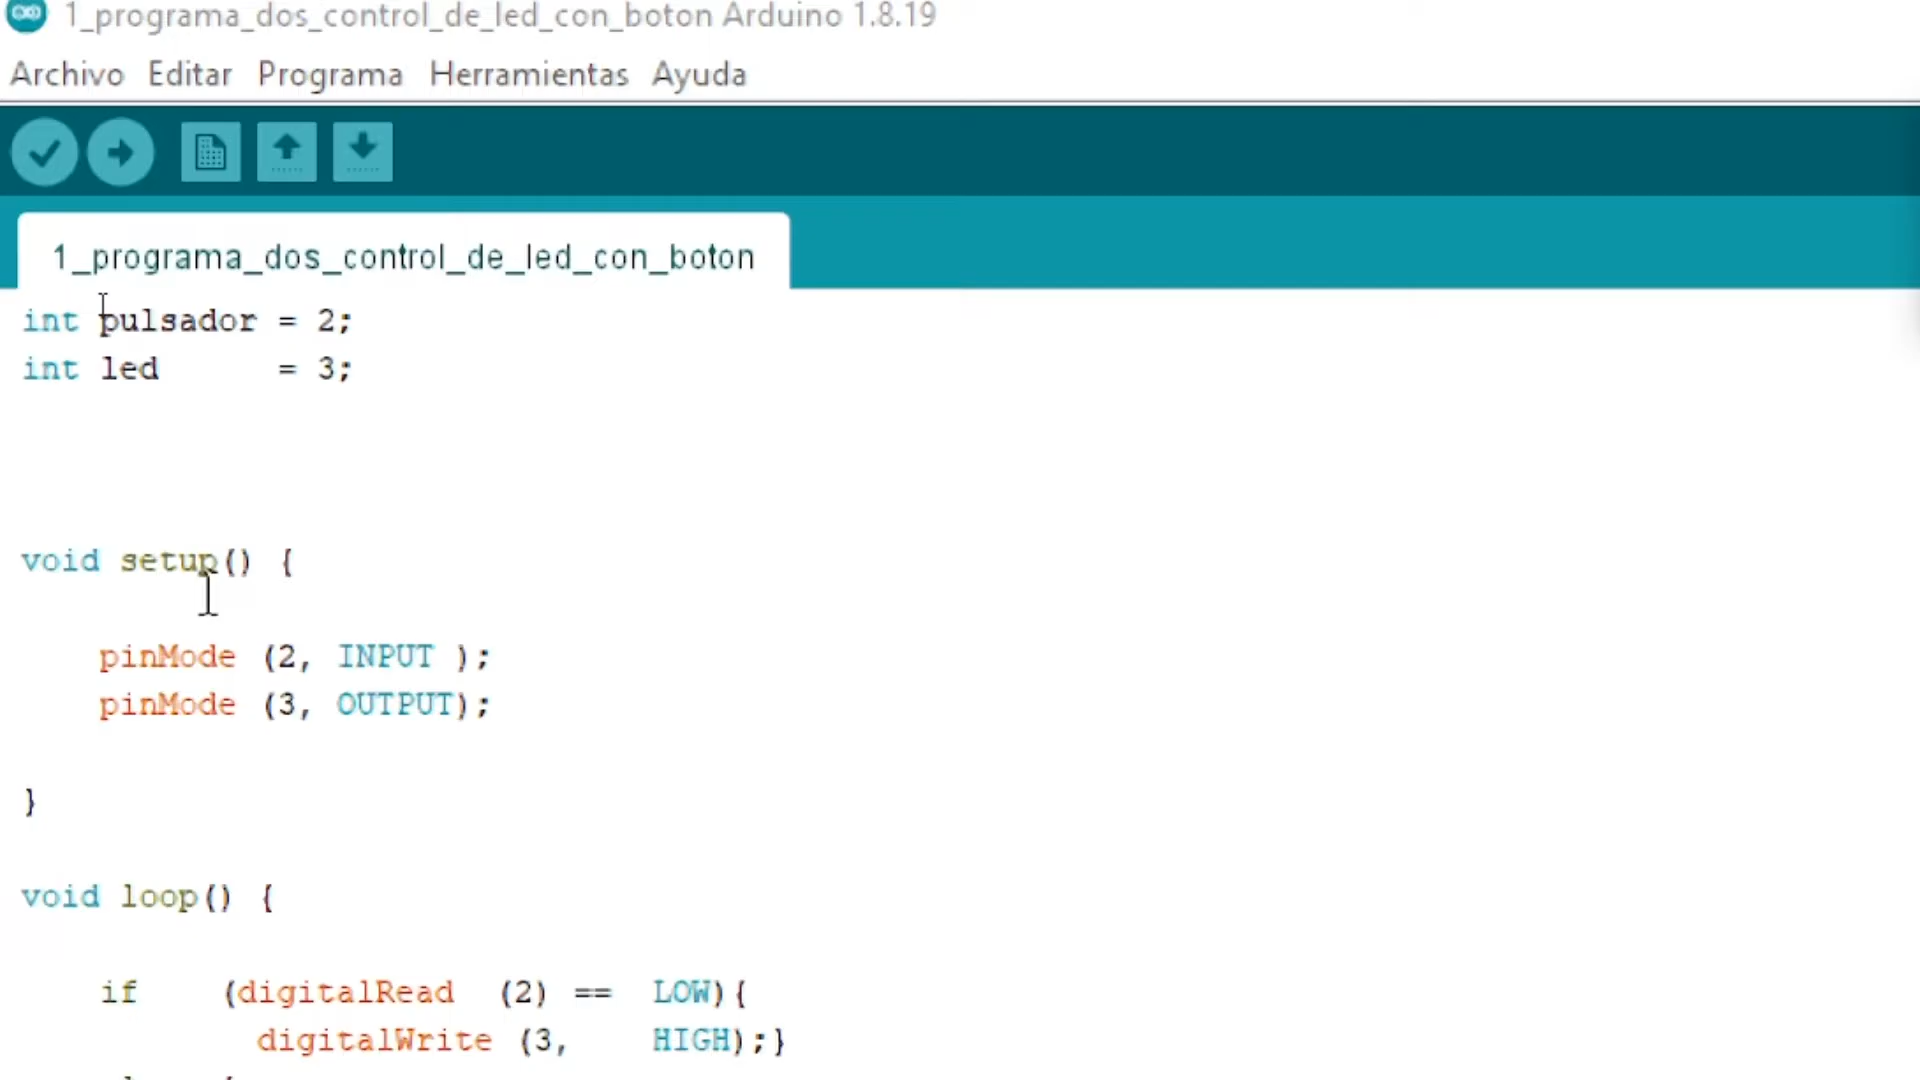 1_programa_dos_control_de_led_con_boton Arduino 1.8.19
Archivo Editar Programa Herramientas Ayuda
1_programa_dos_control_de_led_con_boton
int pulsador = 2;
int led      = 3;
void setup() {
pinMode (2, INPUT );
pinMode (3, OUTPUT);
}
void loop() {
if    (digitalRead  (2) ==  LOW){
digitalWrite (3,    HIGH);}